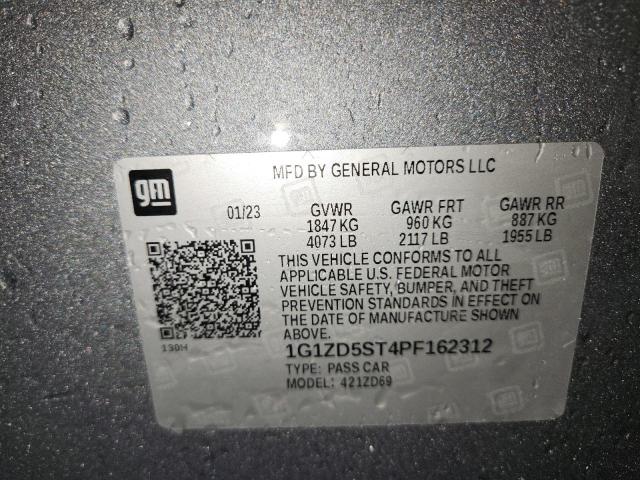 gm
MFD BY GENERAL MOTORS LLC
01/23 GVWR GAWR FRT GAWR RR
1847 KG 960 KG 887 KG
4073 LB 2117 LB 1955 LB
THIS VEHICLE CONFORMS TO ALL
APPLICABLE U.S. FEDERAL MOTOR
VEHICLE SAFETY, BUMPER, AND THEFT
PREVENTION STANDARDS IN EFFECT ON
THE DATE OF MANUFACTURE SHOWN
ABOVE.
130H
1G1ZD5ST4PF162312
TYPE: PASS CAR
MODEL: 421ZD69